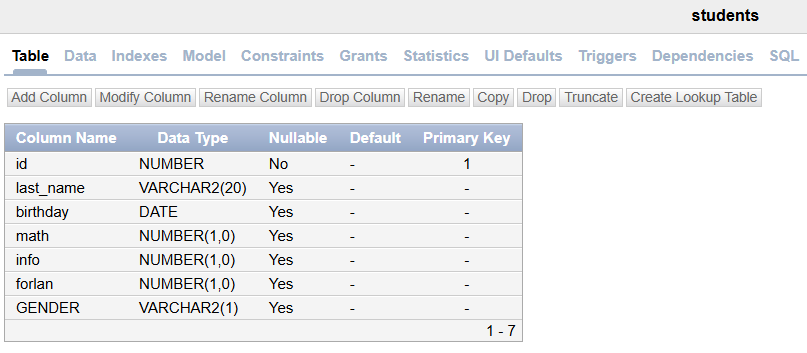 students
Table Data Indexes Model Constraints Grants Statistics UI Defaults Triggers Dependencies SQL
Add Column Modify Column Rename Column Drop Column Rename Copy Drop Truncate Create Lookup Table
Column Name Data Type Nullable Default Primary Key
id NUMBER No - 1
last_name VARCHAR2(20) Yes - -
birthday DATE Yes - -
math NUMBER(1,0) Yes - -
info NUMBER(1,0) Yes - -
forlan NUMBER(1,0) Yes - -
GENDER VARCHAR2(1) Yes - -
1 - 7